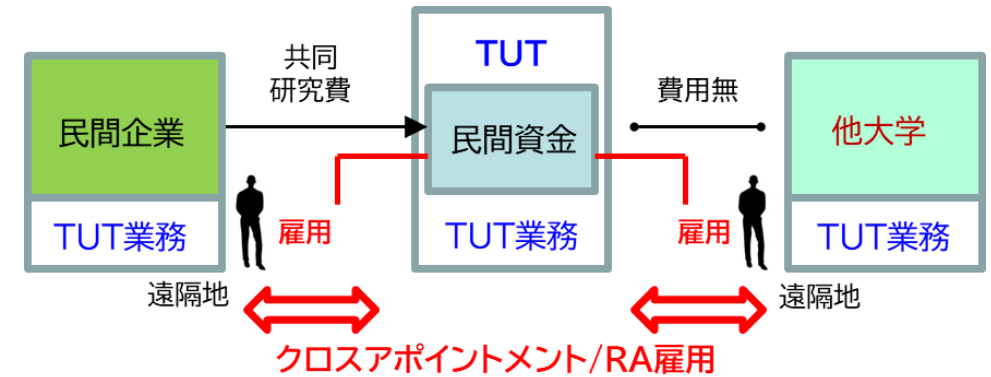 共同
研究費
TUT
費用無
民間企業
民間資金
他大学
TUT業務
雇用
TUT業務
雇用
TUT業務
遠隔地
遠隔地
クロスアポイントメント/RA雇用